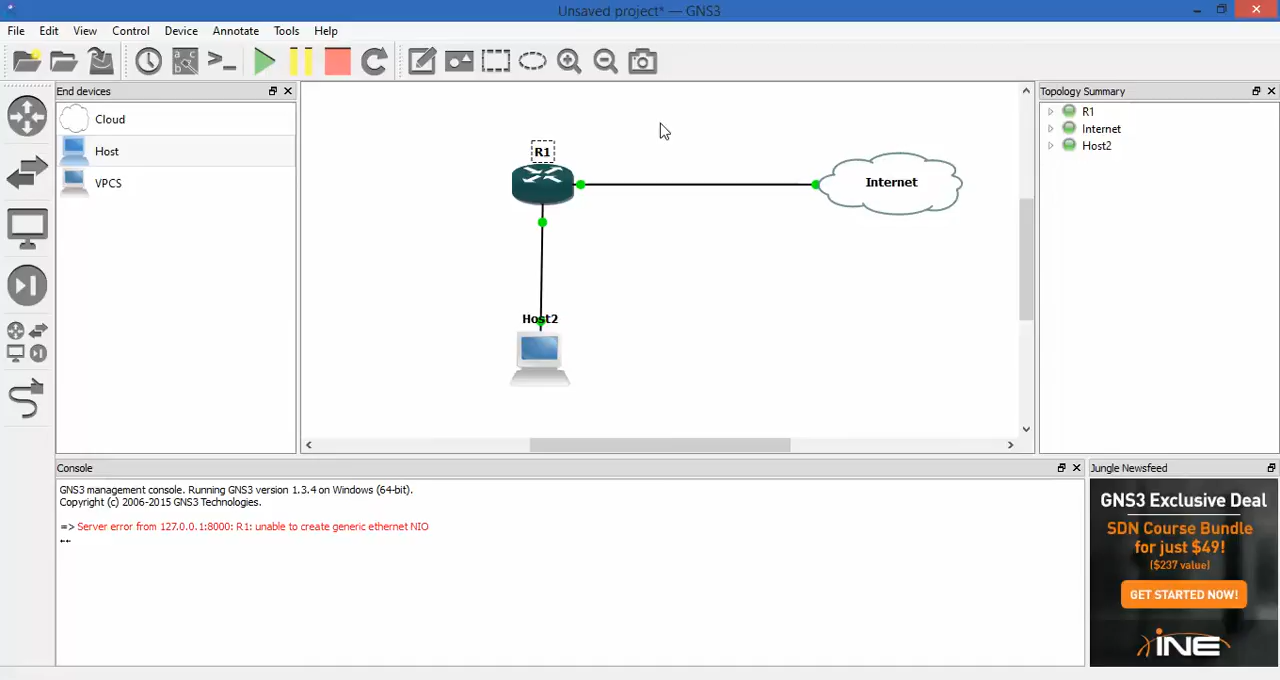 Unsaved project* — GNS3
File Edit View Control Device Annotate Tools Help
End devices
Cloud
Host
VPCS
R1
Internet
Host2
Topology Summary
R1
Internet
Host2
Console
GNS3 management console. Running GNS3 version 1.3.4 on Windows (64-bit).
Copyright (c) 2006-2015 GNS3 Technologies.
=> Server error from 127.0.0.1:8000: R1: unable to create generic ethernet NIO
Jungle Newsfeed
GNS3 Exclusive Deal
SDN Course Bundle
for just $49!
($237 value)
GET STARTED NOW!
INE